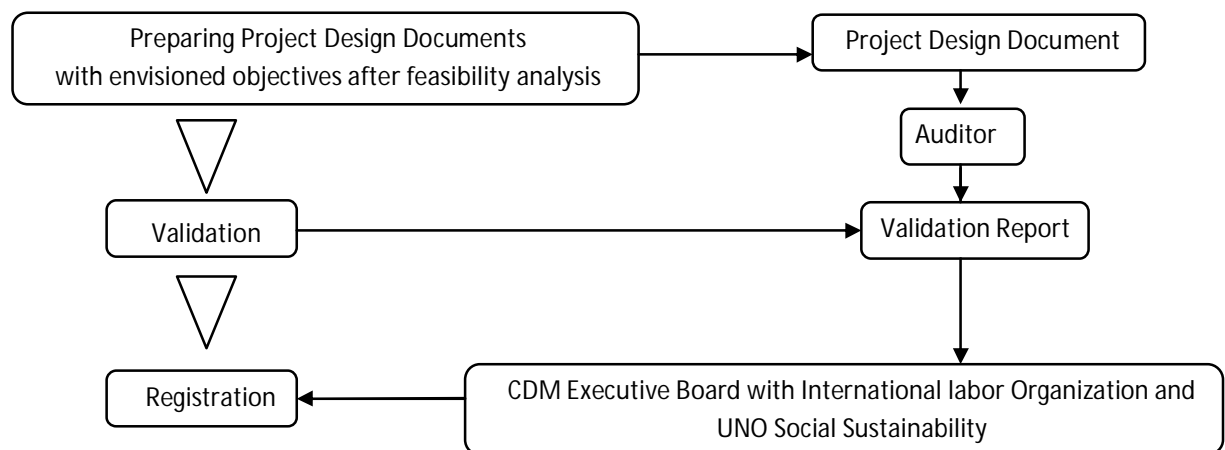 Preparing Project Design Documents
with envisioned objectives after feasibility analysis
Project Design Document
Auditor
Validation
Validation Report
Registration
CDM Executive Board with International labor Organization and
UNO Social Sustainability